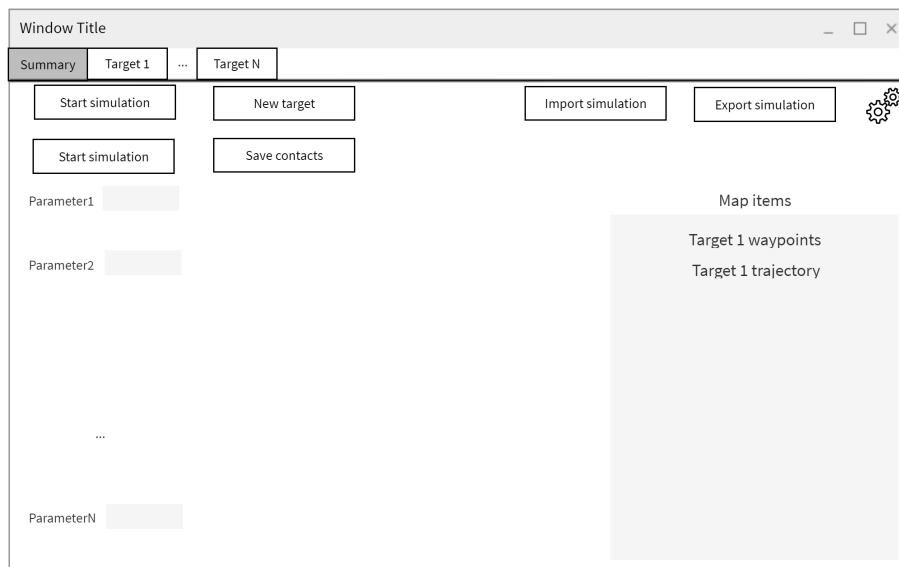 Window Title
Summary Target 1 ... Target N
Start simulation New target Import simulation Export simulation
Start simulation Save contacts
Parameter1 Map items
Target 1 waypoints
Parameter2 Target 1 trajectory
...
ParameterN